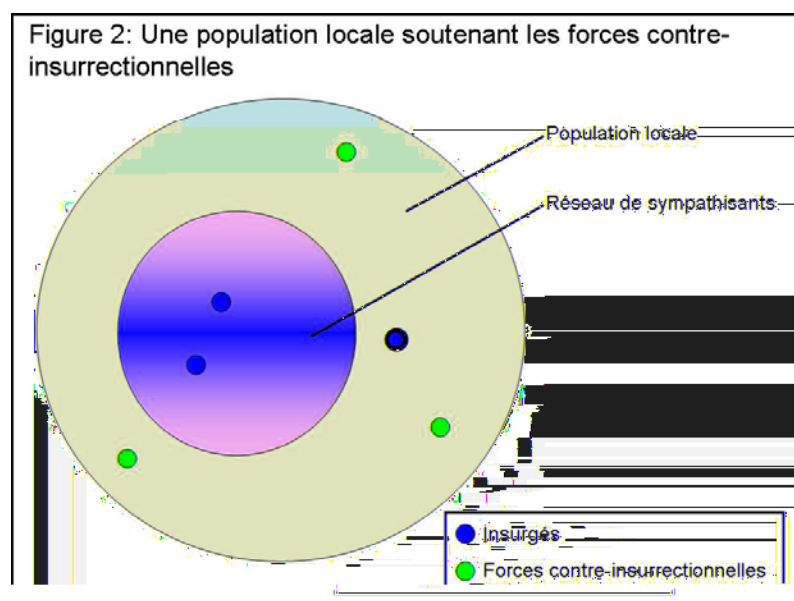 Figure 2: Une population locale soutenant les forces contre-
insurrectionnelles
Population locale
Réseau de sympathisants
Insurgés
Forces contre-insurrectionnelles